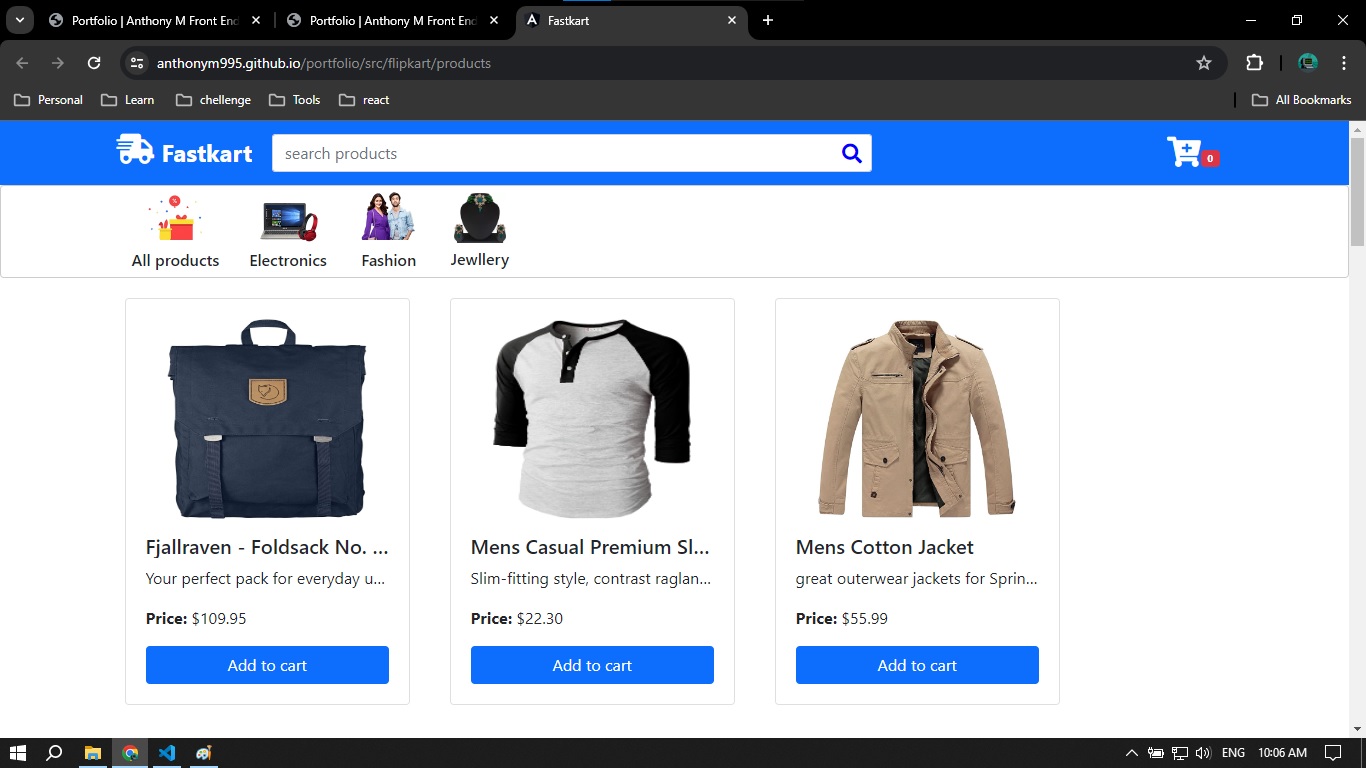 Portfolio | Anthony M Front End
Portfolio | Anthony M Front End
Fastkart
anthonym995.github.io/portfolio/src/flipkart/products
Personal
Learn
chellenge
Tools
react
All Bookmarks
Fastkart
search products
0
All products
Electronics
Fashion
Jewllery
Fjallraven - Foldsack No. ...
Your perfect pack for everyday u...
Price: $109.95
Add to cart
Mens Casual Premium Sl...
Slim-fitting style, contrast raglan...
Price: $22.30
Add to cart
Mens Cotton Jacket
great outerwear jackets for Sprin...
Price: $55.99
Add to cart
ENG
10:06 AM